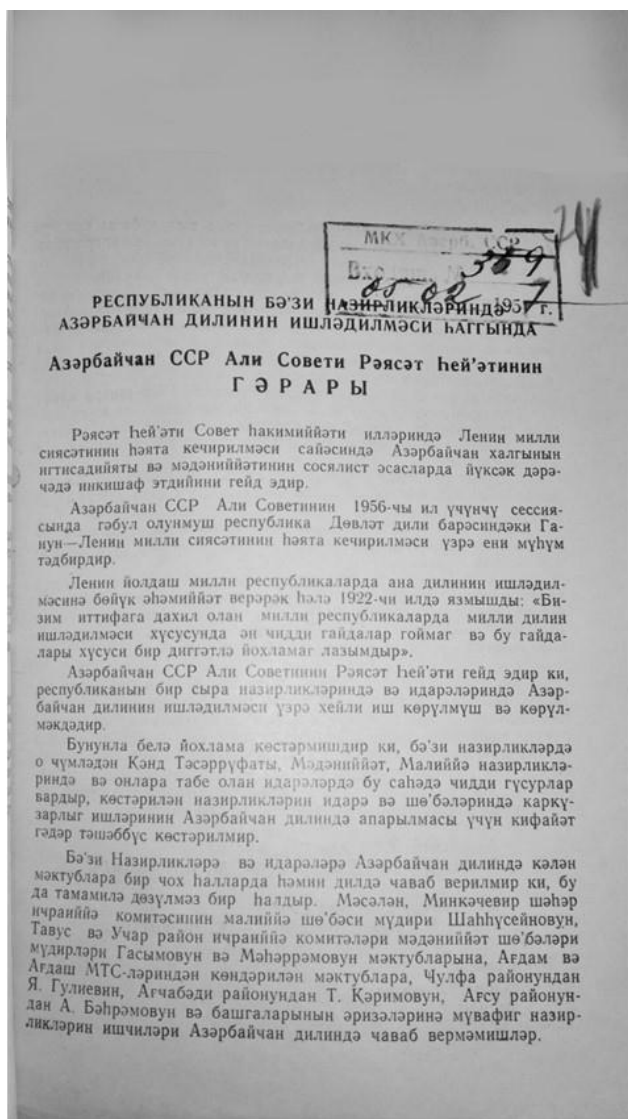 МКХ Азерб. ССР
369
05 02 1957 г.
РЕСПУБЛИКАНЫН БӘ'ЗИ НАЗИРЛИКЛӘРИНДӘ
АЗӘРБАЙЧАН ДИЛИНИН ИШЛӘДИЛМӘСИ ҺАГГЫНДА
Азәрбайчан ССР Али Совети Рәясәт Һей'әтинин
ГӘРАРЫ
Рәясәт Һей'әти Совет һакимиййәти илләриндә Ленин милли
сиясәтинин һәята кечирилмәси сайәсиндә Азәрбайчан халгынын
игтисадийяты вә мәдәниййәтинин сосялист әсасларда йүксәк дәрә-
чәдә инкишаф этдийини гейд эдир.
Азәрбайчан ССР Али Советинин 1956-чы ил үчүнчү сессия-
сында гәбул олунмуш республика Дөвләт дили барәсиндәки Га-
нун—Ленин милли сиясәтинин һәята кечирилмәси үзрә ени мүһүм
тәдбирдир.
Ленин йолдаш милли республикаларда ана дилинин ишләдил-
мәсинә бөйүк әһәмиййәт верәрәк һәлә 1922-чи илдә язмышды: «Би-
зим иттифага дахил олан милли республикаларда милли дилин
ишләдилмәси хүсусунда ән чидди гайдалар гоймаг вә бу гайда-
лары хүсуси бир диггәтлә йохламаг лазымдыр».
Азәрбайчан ССР Али Советинин Рәясәт Һей'әти гейд эдир ки,
республиканын бир сыра назирликләриндә вә идарәләриндә Азәр-
байчан дилинин ишләдилмәси үзрә хейли иш көрүлмүш вә көрүл-
мәкдәдир.
Бунунла белә йохлама көстәрмишдир ки, бә'зи назирликләрдә
о чүмләдән Кәнд Тәсәррүфаты, Мәдәниййәт, Малиййә назирликлә-
риндә вә онлара табе олан идарәләрдә бу саһәдә чидди гүсурлар
вардыр, көстәрилән назирликләрин идарә вә шө'бәләриндә каркү-
зарлыг ишләринин Азәрбайчан дилиндә апарылмасы үчүн кифайәт
гәдәр тәшәббүс көстәрилмир.
Бә'зи Назирликләрә вә идарәләрә Азәрбайчан дилиндә кәлән
мәктублара бир чох һалларда һәмин дилдә чаваб верилмир ки, бу
да тамамилә дөзүлмәз бир һалдыр. Мәсәлән, Минкәчевир шәһәр
ичраиййә комитәсинин малиййә шө'бәси мүдири Шаһһүсейновун,
Тавус вә Учар район ичраиййә комитәләри мәдәниййәт шө'бәләри
мүдирләри Гасымовун вә Мәһәррәмовун мәктубларына, Ағдам вә
Ағдаш МТС-ләриндән көндәрилән мәктублара, Чулфа районундан
Я. Гулиевин, Ағчабәди районундан Т. Кәримовун, Ағсу районун-
дан А. Бәһрәмовун вә башгаларынын әризәләринә мүвафиг назир-
ликләрин ишчиләри Азәрбайчан дилиндә чаваб вермәмишләр.